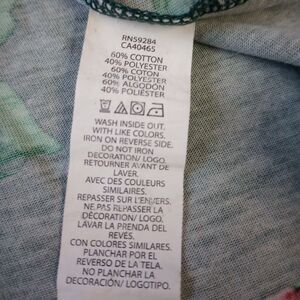 RN59284
CA40465
60% COTTON
40% POLYESTER
60% COTON
40% POLYESTER
60% ALGODON
40% POLIÉSTER
WASH INSIDE OUT.
WITH LIKE COLORS.
IRON ON REVERSE SIDE.
DO NOT IRON
DECORATION/ LOGO.
RETOURNER AVANT DE
LAVER.
AVEC DES COULEURS
SIMILAIRES.
REPASSER SUR L'ENVERS.
NE PAS REPASSER LA
DÉCORATION/ LOGO.
LAVAR LA PRENDA DEL
REVÉS.
CON COLORES SIMILARES.
PLANCHAR POR EL
REVERSO DE LA TELA.
NO PLANCHAR LA
DECORACIÓN/ LOGOTIPO.